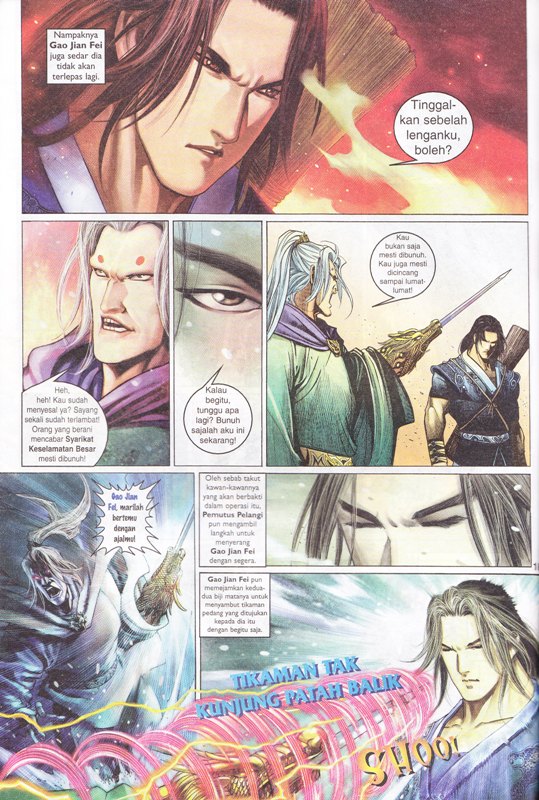 Nampaknya
Gao Jian Fei
juga sedar dia
tidak akan
terlepas lagi.
Tinggal-
kan sebelah
lenganku,
boleh?
Heh,
heh! Kau sudah
menyesal ya? Sayang
sekali sudah terlambat!
Orang yang berani
mencabar Syarikat
Keselamatan Besar
mesti dibunuh!
Kalau
begitu,
tunggu apa
lagi? Bunuh
sajalah aku ini
sekarang!
Kau
bukan saja
mesti dibunuh.
Kau juga mesti
dicincang
sampai lumat-
lumat!
Gao Jian
Fei, marilah
bertemu
dengan
ajalmu!
Oleh sebab takut
kawan-kawannya
yang akan berbakti
dalam operasi itu,
Pemutus Pelangi
pun mengambil
langkah untuk
menyerang
Gao Jian Fei
dengan segera.
Gao Jian Fei pun
memejamkan kedua-
dua biji matanya untuk
menyambut tikaman
pedang yang ditujukan
kepada dia itu
dengan begitu saja.
TIKAMAN TAK
KUNJUNG PATAH BALIK
SHOO!